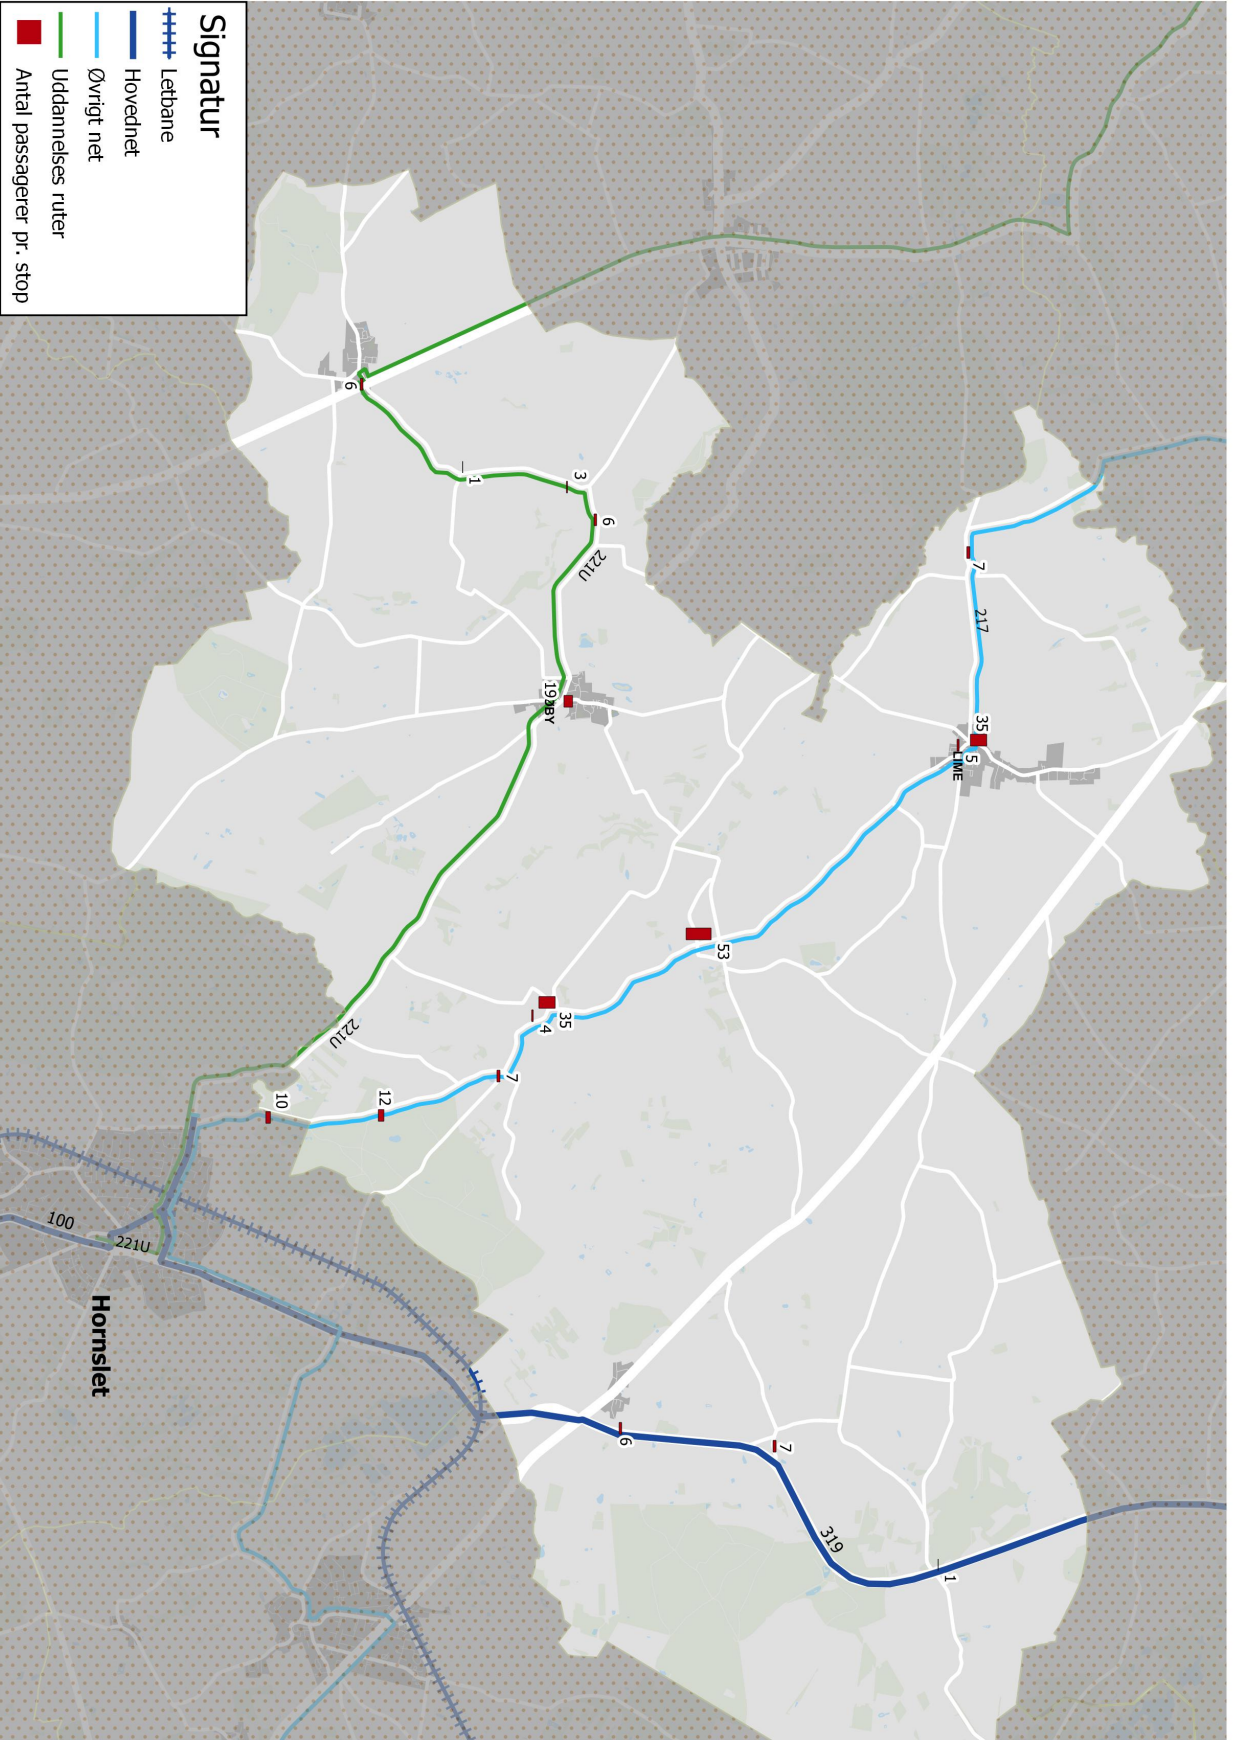 Signatur
Letbane
Hovednet
Øvrigt net
Uddannelses ruter
Antal passagerer pr. stop
7
217
35
5
LIME
53
6
1
3
6
221U
19
35
4
7
12
10
221U
100
221U
Hornslet
6
7
319
1